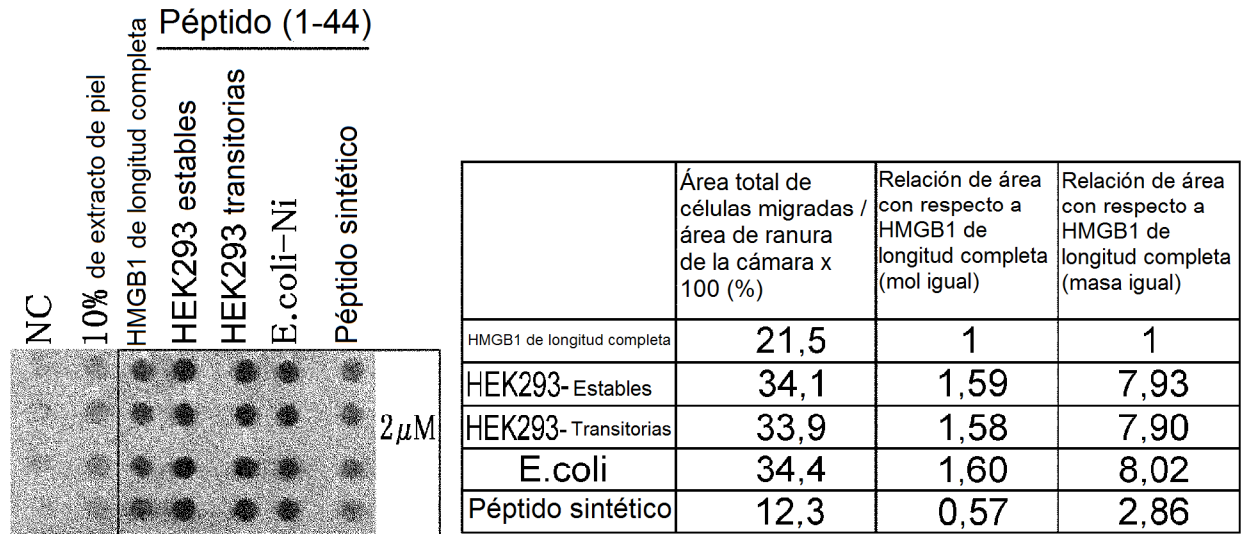 Péptido (1-44)
NC
10% de extracto de piel
HMGB1 de longitud completa
HEK293 estables
HEK293 transitorias
E.coli-Ni
Péptido sintético
2μM
Área total de
células migradas /
área de ranura
de la cámara x
100 (%)
Relación de área
con respecto a
HMGB1 de
longitud completa
(mol igual)
Relación de área
con respecto a
HMGB1 de
longitud completa
(masa igual)
HMGB1 de longitud completa 21,5 1 1
HEK293- Estables 34,1 1,59 7,93
HEK293- Transitorias 33,9 1,58 7,90
E.coli 34,4 1,60 8,02
Péptido sintético 12,3 0,57 2,86